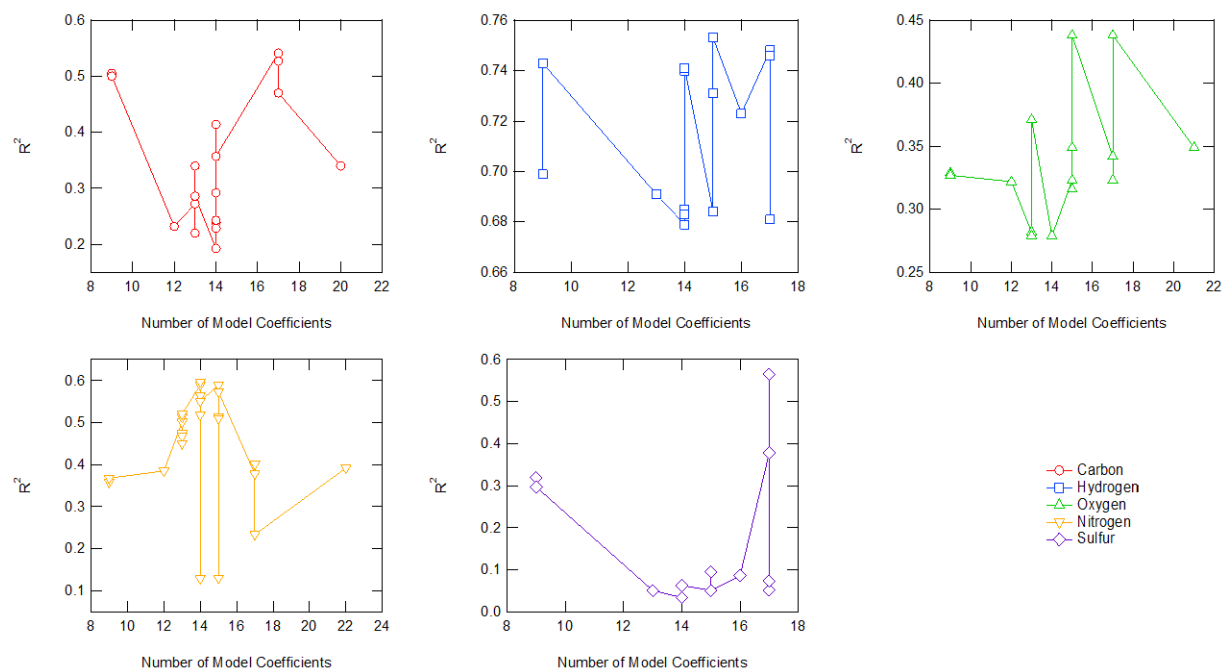 0.6
0.5
0.4
0.3
0.2
R²
8 10 12 14 16 18 20 22
Number of Model Coefficients
0.76
0.74
0.72
0.70
0.68
0.66
R²
8 10 12 14 16 18
Number of Model Coefficients
0.45
0.40
0.35
0.30
0.25
R²
8 10 12 14 16 18 20 22
Number of Model Coefficients
0.6
0.5
0.4
0.3
0.2
0.1
R²
8 10 12 14 16 18 20 22 24
Number of Model Coefficients
0.6
0.5
0.4
0.3
0.2
0.1
0.0
R²
8 10 12 14 16 18
Number of Model Coefficients
Carbon
Hydrogen
Oxygen
Nitrogen
Sulfur